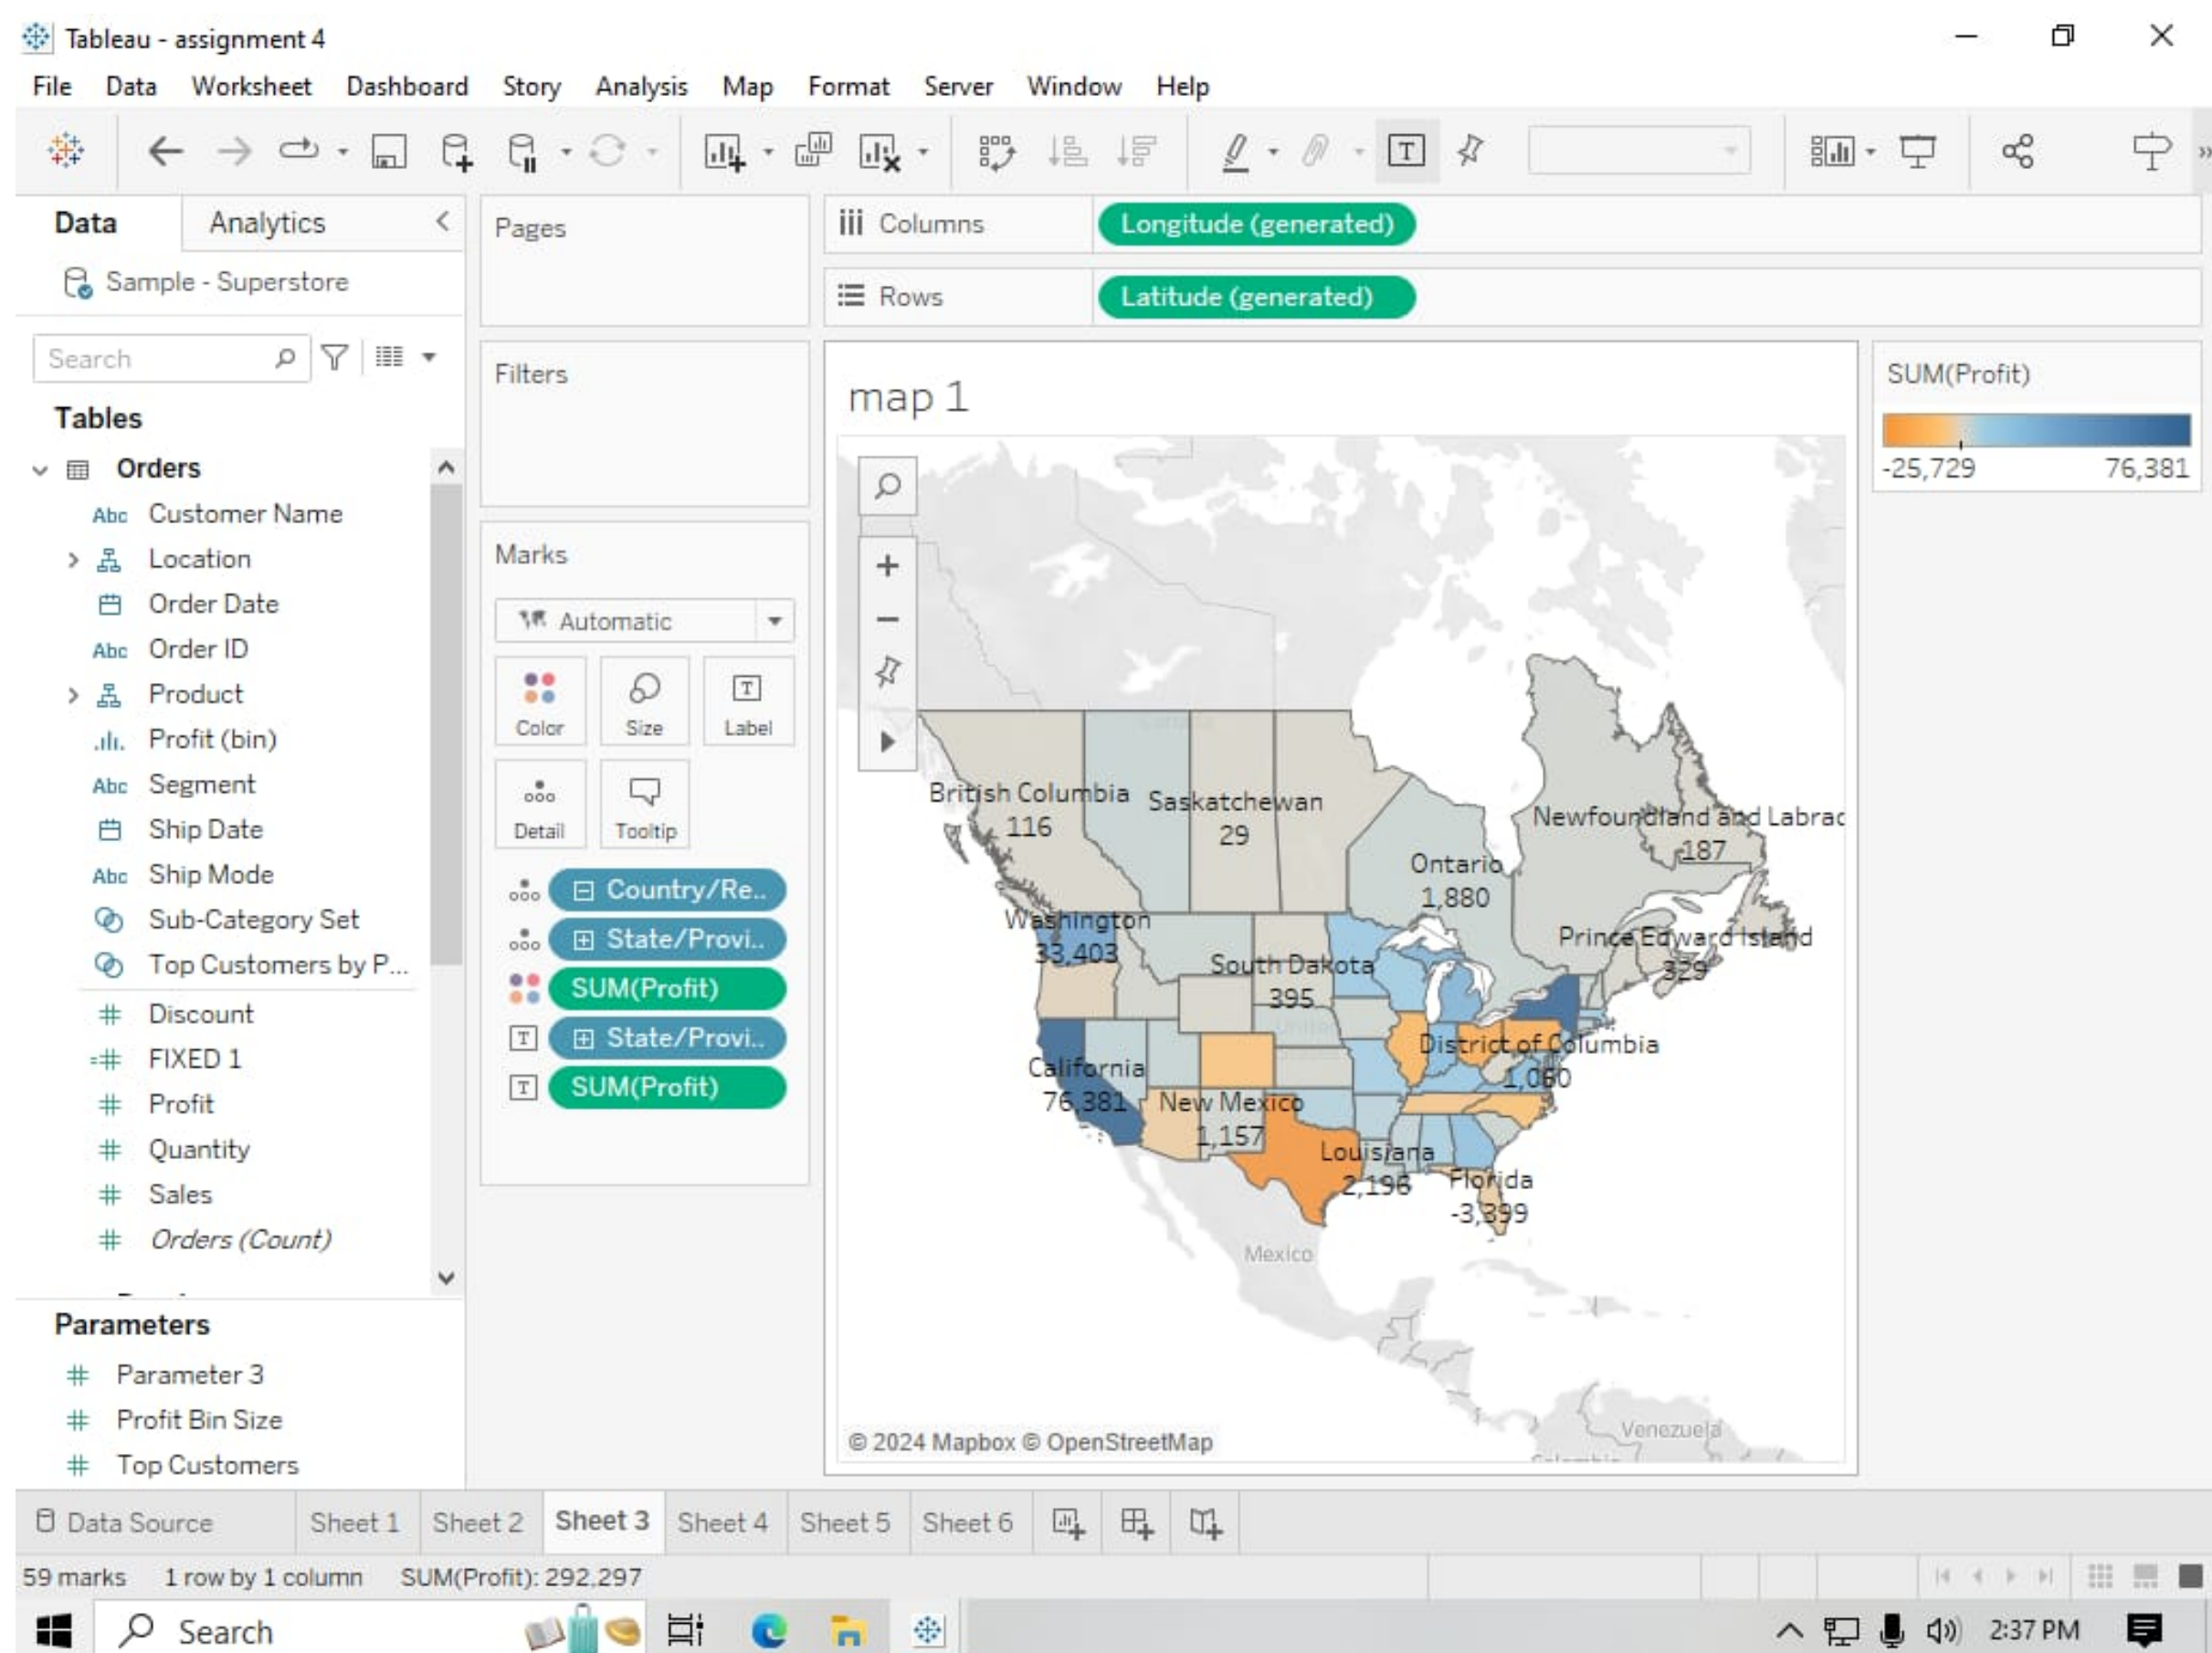 Tableau - assignment 4
File Data Worksheet Dashboard Story Analysis Map Format Server Window Help
Data Analytics
Sample - Superstore
Search
Tables
Orders
Abc Customer Name
Location
Order Date
Abc Order ID
Product
Profit (bin)
Abc Segment
Ship Date
Abc Ship Mode
Sub-Category Set
Top Customers by P...
# Discount
=# FIXED 1
# Profit
# Quantity
# Sales
# Orders (Count)
Parameters
# Parameter 3
# Profit Bin Size
# Top Customers
Pages
Filters
Marks
Automatic
Color Size T Label
Detail Tooltip
Country/Re..
State/Provi..
SUM(Profit)
T State/Provi..
T SUM(Profit)
Columns Longitude (generated)
Rows Latitude (generated)
map 1
Canada
British Columbia
116
Saskatchewan
29
Newfoundland and Labrac
187
Ontario
1,880
Washington
33,403
Prince Edward Island
329
South Dakota
395
United
District of Columbia
1,060
California
76,381
New Mexico
1,157
Louisiana
2,196
Florida
-3,399
Mexico
Venezuela
© 2024 Mapbox © OpenStreetMap
SUM(Profit)
-25,729 76,381
Data Source Sheet 1 Sheet 2 Sheet 3 Sheet 4 Sheet 5 Sheet 6
59 marks 1 row by 1 column SUM(Profit): 292,297
Search
2:37 PM